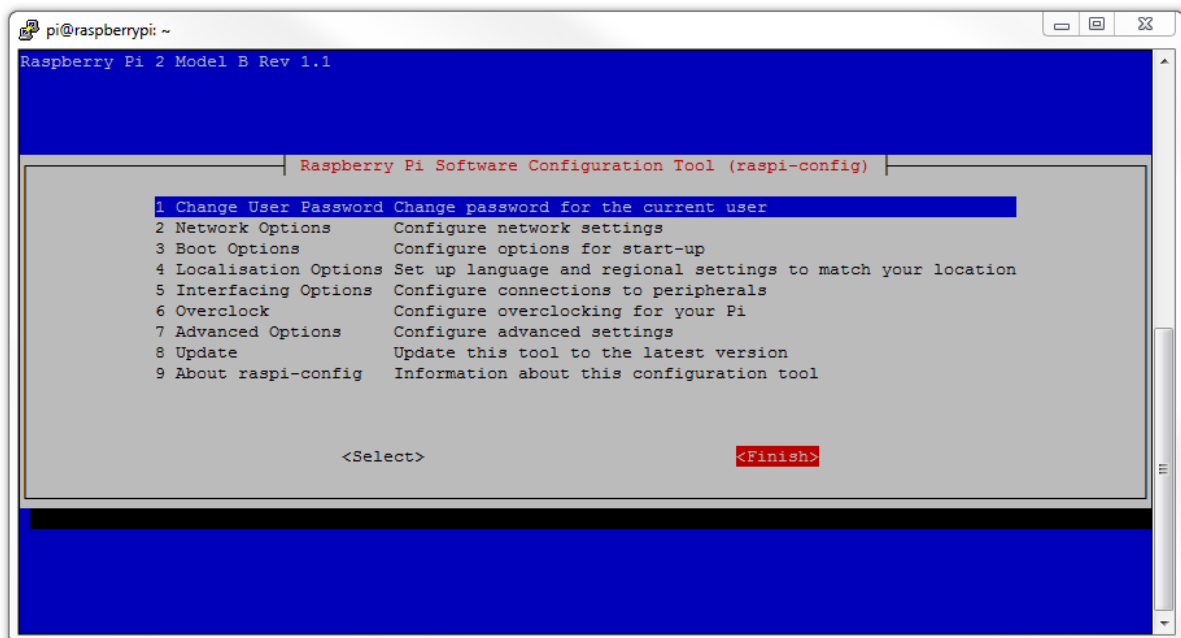 pi@raspberrypi: ~
Raspberry Pi 2 Model B Rev 1.1
Raspberry Pi Software Configuration Tool (raspi-config)
1 Change User Password Change password for the current user
2 Network Options Configure network settings
3 Boot Options Configure options for start-up
4 Localisation Options Set up language and regional settings to match your location
5 Interfacing Options Configure connections to peripherals
6 Overclock Configure overclocking for your Pi
7 Advanced Options Configure advanced settings
8 Update Update this tool to the latest version
9 About raspi-config Information about this configuration tool
<Select> <Finish>